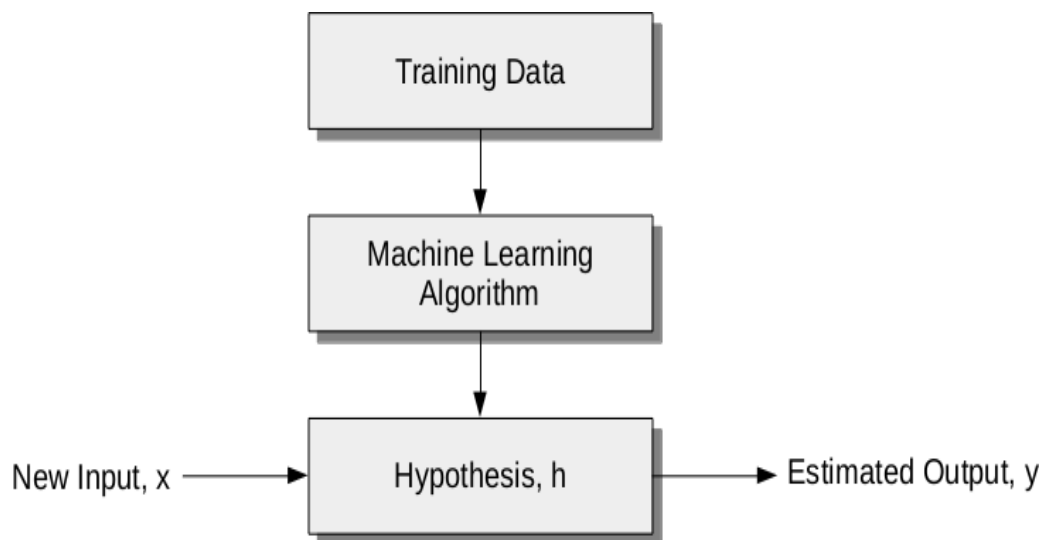 Training Data
Machine Learning
Algorithm
New Input, x
Hypothesis, h
Estimated Output, y